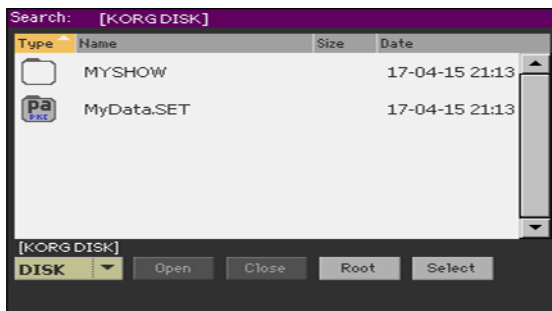 Search: [KORG DISK]
Type Name Size Date
MYSHOW 17-04-15 21:13
pa MyData.SET 17-04-15 21:13
PKG
[KORG DISK]
DISK Open Close Root Select